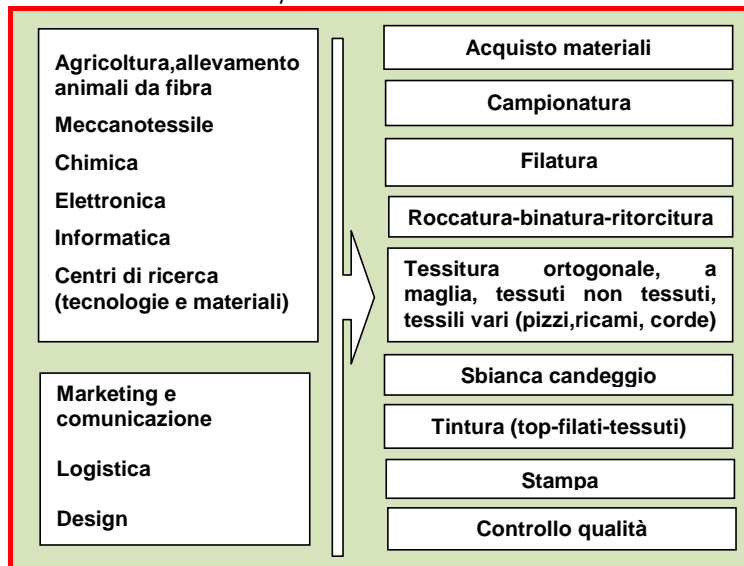 Agricoltura,allevamento
animali da fibra
Meccanotessile
Chimica
Elettronica
Informatica
Centri di ricerca
(tecnologie e materiali)
Marketing e
comunicazione
Logistica
Design
Acquisto materiali
Campionatura
Filatura
Roccatura-binatura-ritorcitura
Tessitura ortogonale, a
maglia, tessuti non tessuti,
tessili vari (pizzi,ricami, corde)
Sbianca candeggio
Tintura (top-filati-tessuti)
Stampa
Controllo qualità